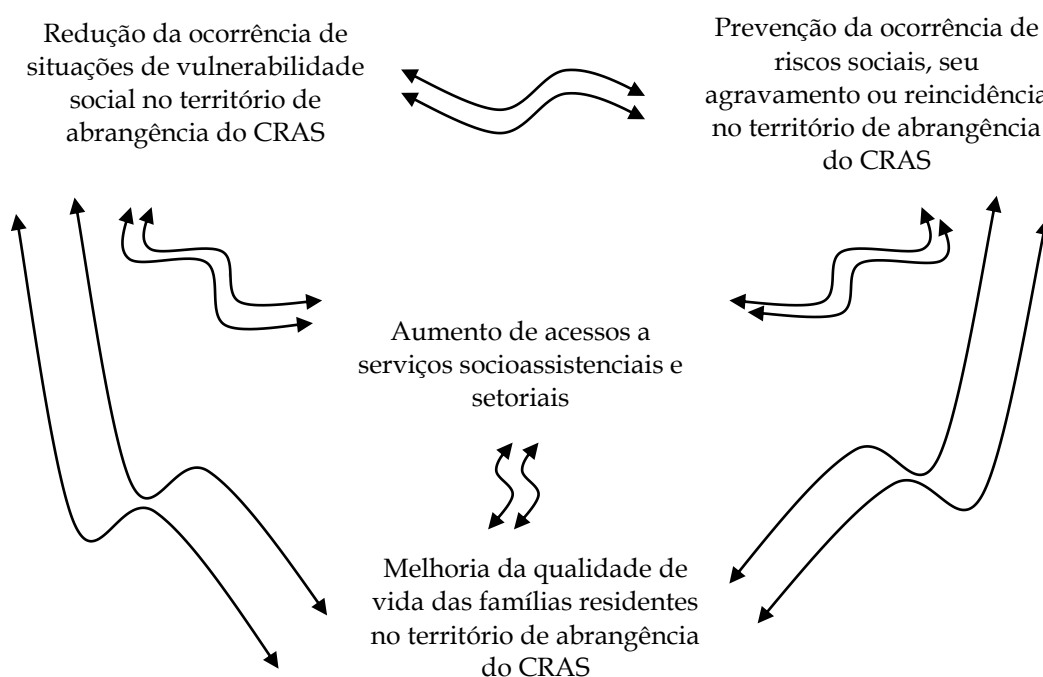 Redução da ocorrência de
situações de vulnerabilidade
social no território de
abrangência do CRAS
Prevenção da ocorrência de
riscos sociais, seu
agravamento ou reincidência
no território de abrangência
do CRAS
Aumento de acessos a
serviços socioassistenciais e
setoriais
Melhoria da qualidade de
vida das famílias residentes
no território de abrangência
do CRAS